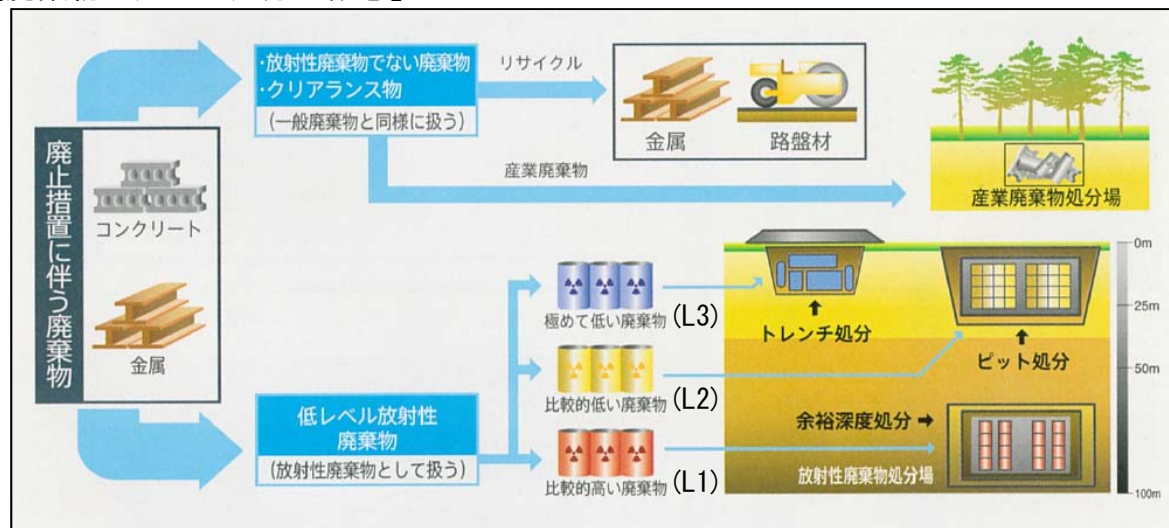 廃止措置に伴う廃棄物
コンクリート
金属
・放射性廃棄物でない廃棄物
・クリアランス物
(一般廃棄物と同様に扱う)
リサイクル
金属
路盤材
産業廃棄物
産業廃棄物処分場
低レベル放射性
廃棄物
(放射性廃棄物として扱う)
極めて低い廃棄物(L3)
比較的低い廃棄物(L2)
比較的高い廃棄物(L1)
トレンチ処分
ピット処分
余裕深度処分
放射性廃棄物処分場
0m
25m
50m
100m